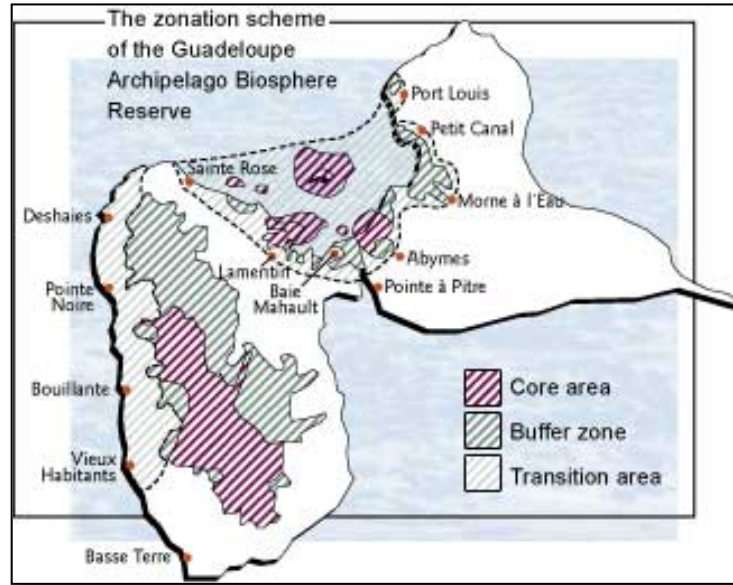 The zonation scheme
of the Guadeloupe
Archipelago Biosphere
Reserve
Port Louis
Petit Canal
Sainte Rose
Morne à l'Eau
Deshaies
Lamentin
Baie
Mahault
Abymes
Pointe
Noire
Pointe à Pitre
Bouillante
Core area
Buffer zone
Vieux
Habitants
Transition area
Basse Terre